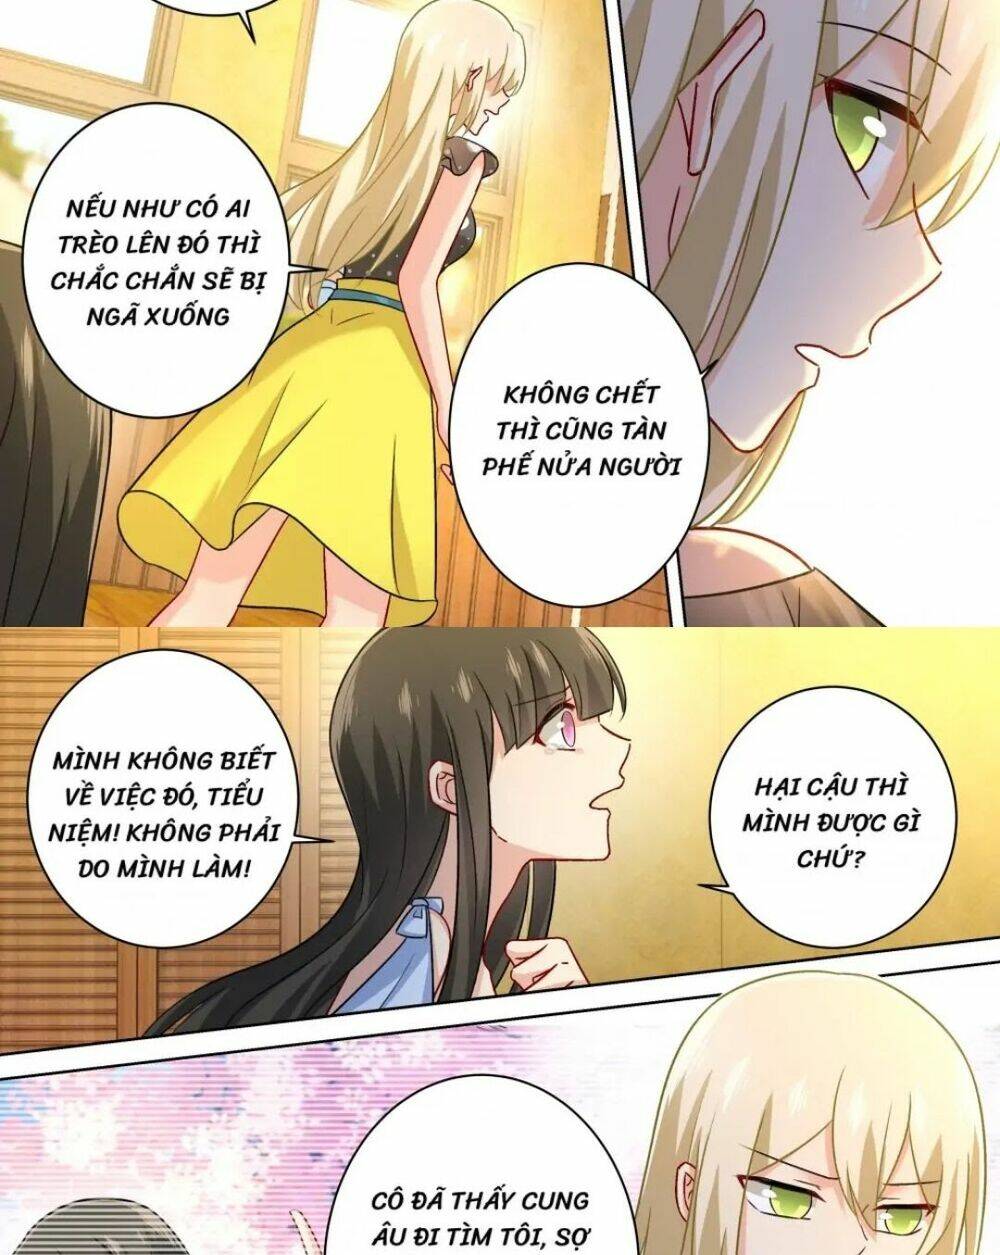 NẾU NHƯ CÓ AI
TRÈO LÊN ĐÓ THÌ
CHẮC CHẮN SẼ BỊ
NGÃ XUỐNG
KHÔNG CHẾT
THÌ CŨNG TÀN
PHẾ NỬA NGƯỜI
MÌNH KHÔNG BIẾT
VỀ VIỆC ĐÓ, TIỂU
NIỆM! KHÔNG PHẢI
DO MÌNH LÀM!
HẠI CẬU THÌ
MÌNH ĐƯỢC GÌ
CHỨ?
CÔ ĐÃ THẤY CUNG
ÂU ĐI TÌM TÔI, SỢ